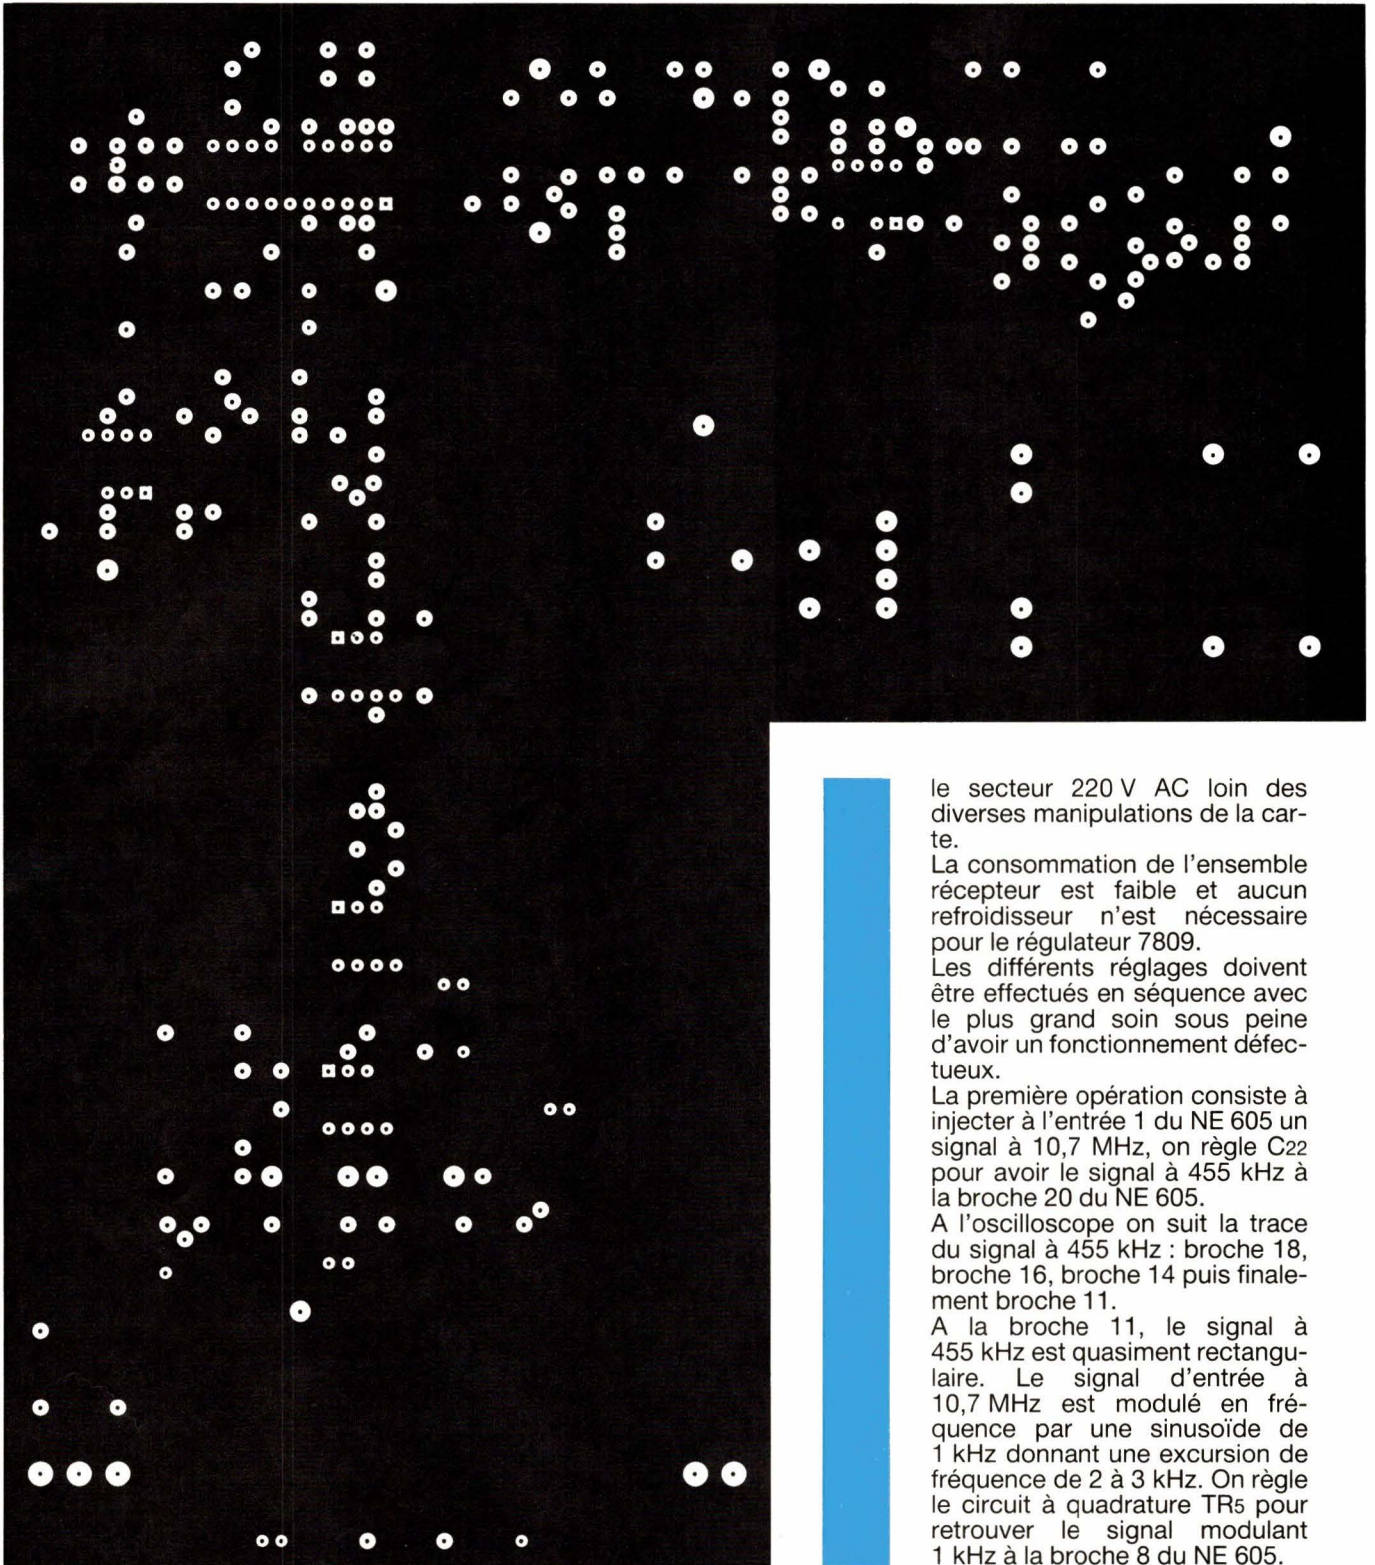 le secteur 220 V AC loin des
diverses manipulations de la car-
te.
La consommation de l'ensemble
récepteur est faible et aucun
refroidisseur n'est nécessaire
pour le régulateur 7809.
Les différents réglages doivent
être effectués en séquence avec
le plus grand soin sous peine
d'avoir un fonctionnement défec-
tueux.
La première opération consiste à
injecter à l'entrée 1 du NE 605 un
signal à 10,7 MHz, on règle C22
pour avoir le signal à 455 kHz à
la broche 20 du NE 605.
A l'oscilloscope on suit la trace
du signal à 455 kHz : broche 18,
broche 16, broche 14 puis finale-
ment broche 11.
A la broche 11, le signal à
455 kHz est quasiment rectangu-
laire. Le signal d'entrée à
10,7 MHz est modulé en fré-
quence par une sinusoïde de
1 kHz donnant une excursion de
fréquence de 2 à 3 kHz. On règle
le circuit à quadrature TR5 pour
retrouver le signal modulant
1 kHz à la broche 8 du NE 605.